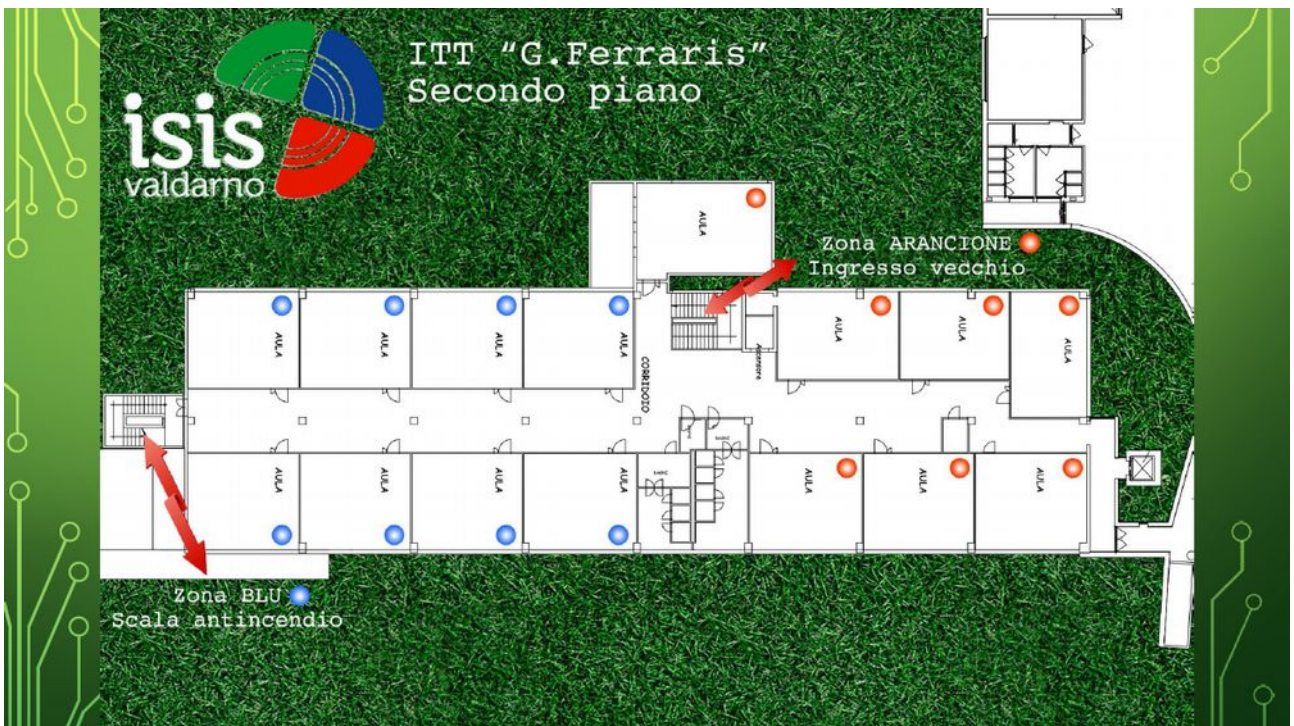 ITT “G.Ferraris”
Secondo piano
isis
valdarno
AULA
Zona ARANCIONE
Ingresso vecchio
AULA
AULA
AULA
AULA
AULA
AULA
AULA
CORRIDOIO
Ascensore
AULA
AULA
AULA
AULA
AULA
AULA
AULA
Zona BLU
Scala antincendio